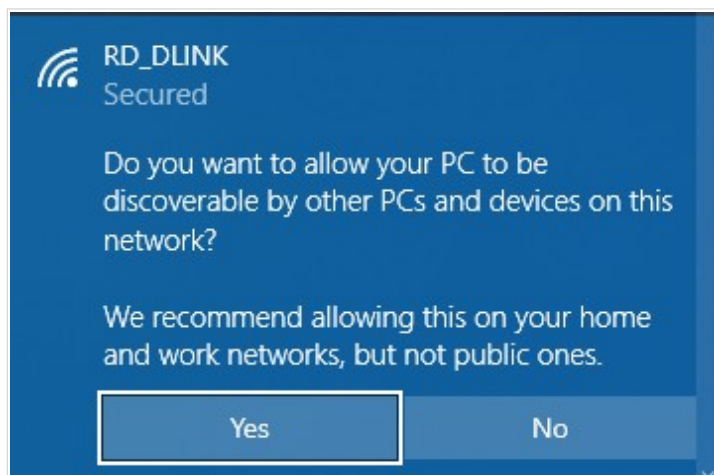 RD_DLINK
Secured
Do you want to allow your PC to be
discoverable by other PCs and devices on this
network?
We recommend allowing this on your home
and work networks, but not public ones.
Yes No